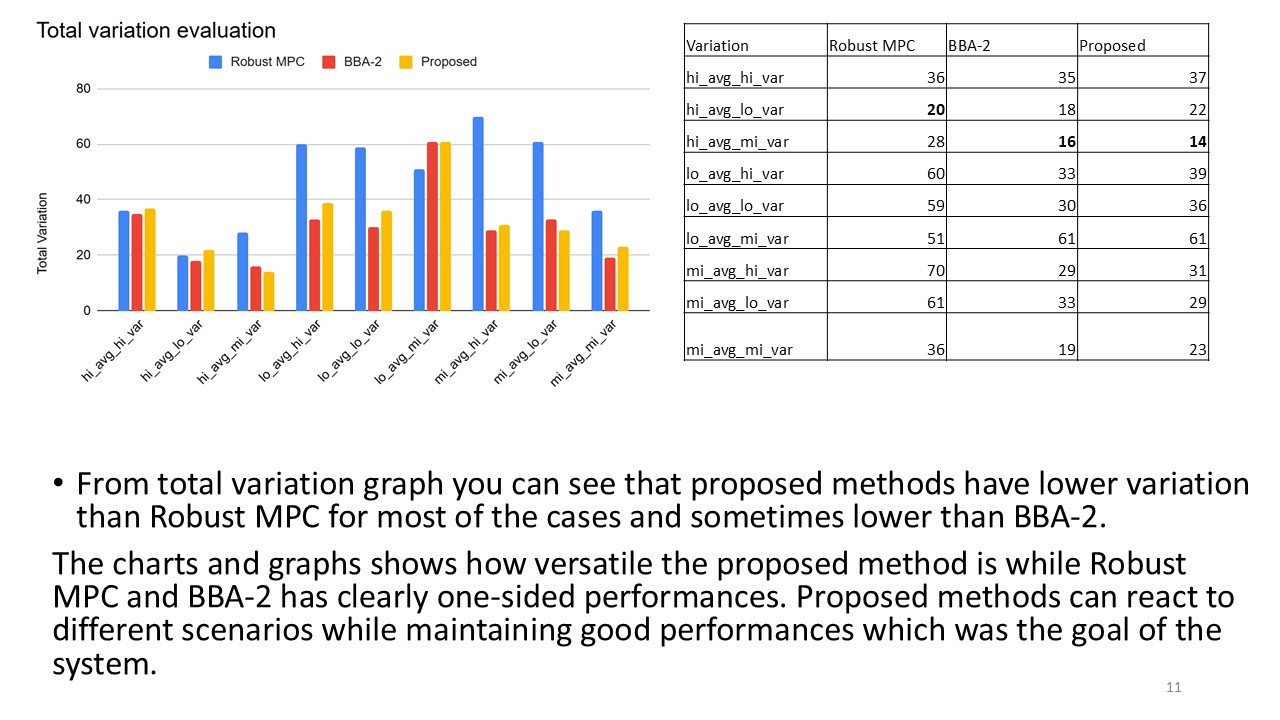 Total variation evaluation
Robust MPC BBA-2 Proposed
80
60
40
20
0
Total Variation
hi_avg_hi_var
hi_avg_lo_var
hi_avg_mi_var
lo_avg_hi_var
lo_avg_lo_var
lo_avg_mi_var
mi_avg_hi_var
mi_avg_lo_var
mi_avg_mi_var
Variation Robust MPC BBA-2 Proposed
hi_avg_hi_var 36 35 37
hi_avg_lo_var 20 18 22
hi_avg_mi_var 28 16 14
lo_avg_hi_var 60 33 39
lo_avg_lo_var 59 30 36
lo_avg_mi_var 51 61 61
mi_avg_hi_var 70 29 31
mi_avg_lo_var 61 33 29
mi_avg_mi_var 36 19 23
• From total variation graph you can see that proposed methods have lower variation
than Robust MPC for most of the cases and sometimes lower than BBA-2.
The charts and graphs shows how versatile the proposed method is while Robust
MPC and BBA-2 has clearly one-sided performances. Proposed methods can react to
different scenarios while maintaining good performances which was the goal of the
system.
11